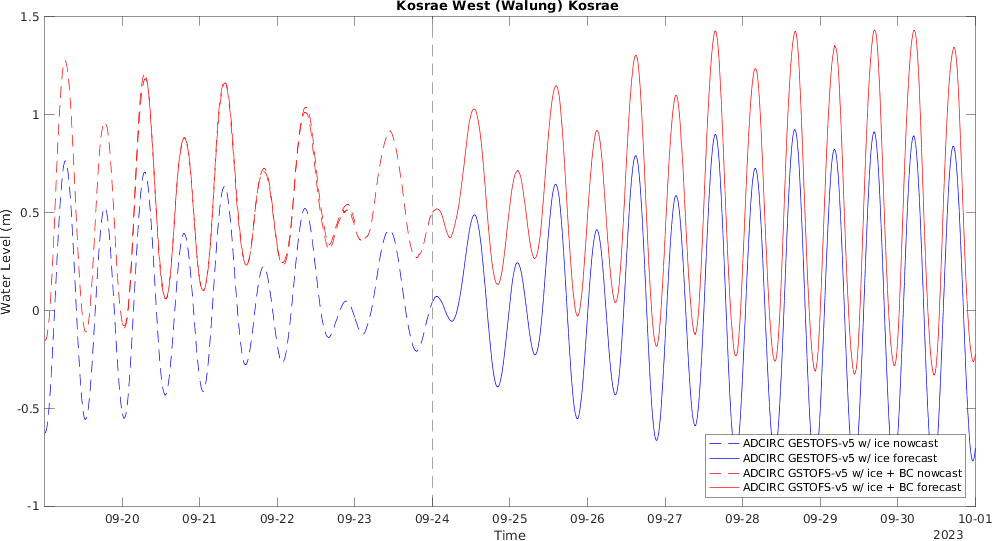 Kosrae West (Walung) Kosrae
1.5
1
0.5
0
-0.5
-1
Water Level (m)
ADCIRC GESTOFS-v5 w/ ice nowcast
ADCIRC GESTOFS-v5 w/ ice forecast
ADCIRC GSTOFS-v5 w/ ice + BC nowcast
ADCIRC GSTOFS-v5 w/ ice + BC forecast
09-20 09-21 09-22 09-23 09-24 09-25 09-26 09-27 09-28 09-29 09-30 10-01
Time
2023